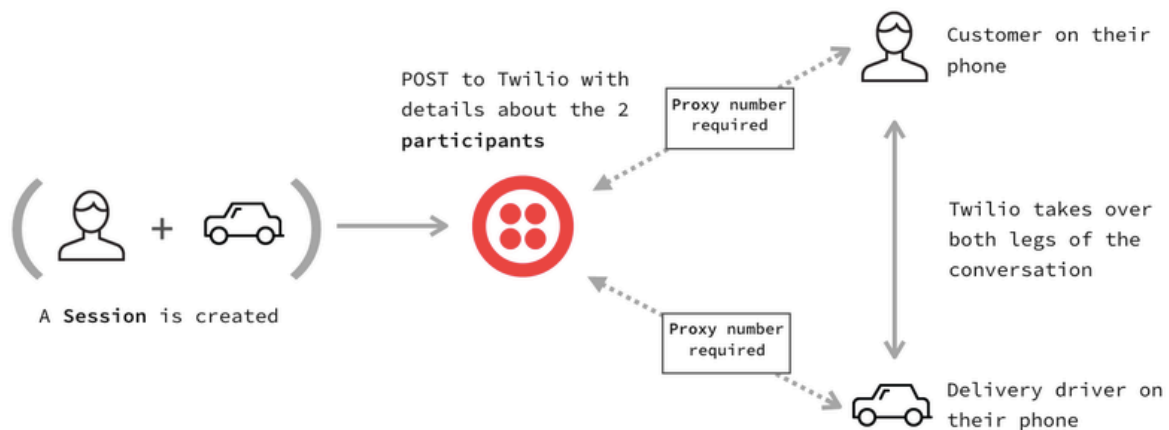 A Session is created
POST to Twilio with
details about the 2
participants
Proxy number
required
Customer on their
phone
Twilio takes over
both legs of the
conversation
Proxy number
required
Delivery driver on
their phone